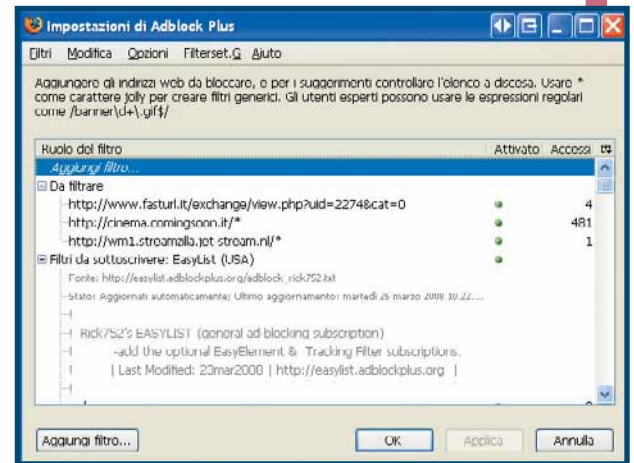 Impostazioni di Adblock Plus
Filtri Modifica Opzioni Filterset.G Aiuto
Aggiungere gli indirizzi web da bloccare, e per i suggerimenti controllare l'elenco a discesa. Usare *
come carattere jolly per creare filtri generici. Gli utenti esperti possono usare le espressioni regolari
come /banner\d+\.gif$/
Ruolo del filtro Attivato Accessi
Aggiungi filtro...
Da filtrare
http://www.fasturl.it/exchange/view.php?uid=2274&cat=0 4
http://cinema.comingsoon.it/* 481
http://wm1.streamzilla.jet-stream.nl/* 1
Filtri da sottoscrivere: EasyList (USA)
Fonte: http://easylist.adblockplus.org/adblock_rick752.txt
Stato: Aggiornati automaticamente; Ultimo aggiornamento: martedì 25 marzo 2008 10.22....
!
! Rick752's EASYLIST (general ad blocking subscription)
! -add the optional EasyElement & Tracking Filter subscriptions.
! | Last Modified: 23mar2008 | http://easylist.adblockplus.org |
!
Aggiungi filtro... OK Applica Annulla